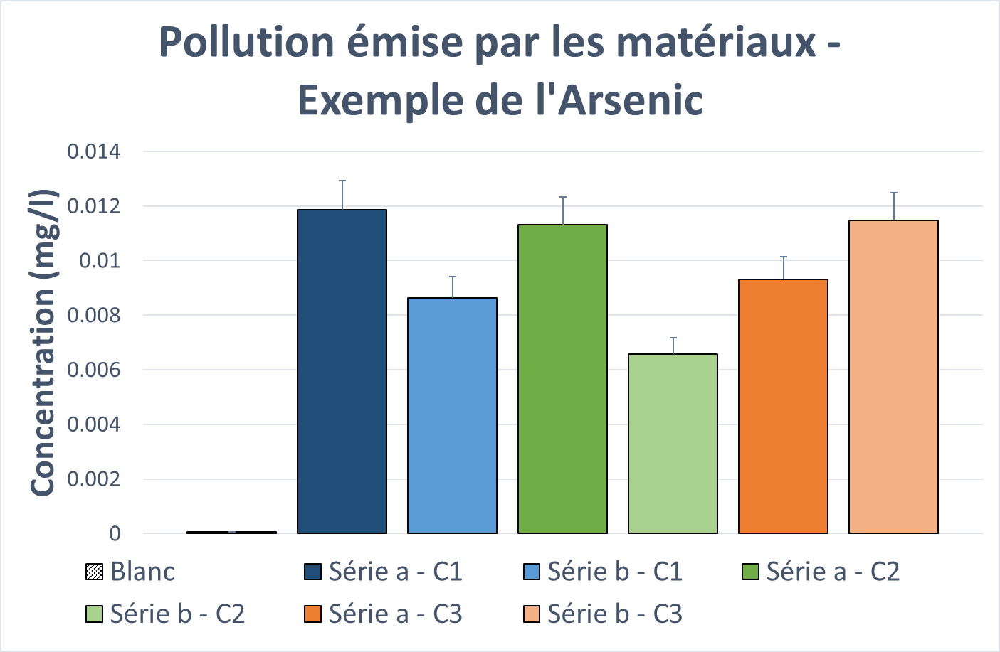 Pollution émise par les matériaux -
Exemple de l'Arsenic
Concentration (mg/l)
0.014
0.012
0.01
0.008
0.006
0.004
0.002
0
Blanc
Série a - C1
Série b - C1
Série a - C2
Série b - C2
Série a - C3
Série b - C3